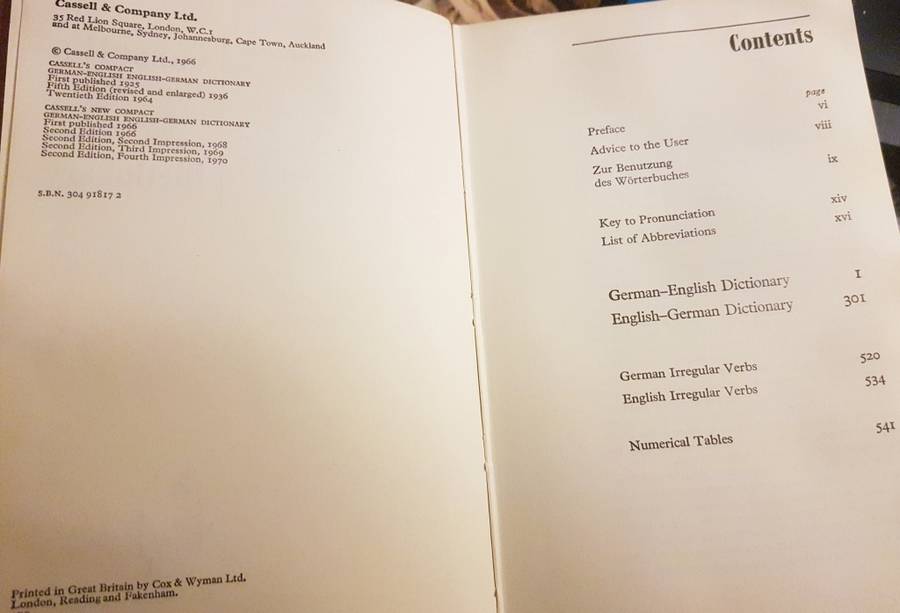 Cassell & Company Ltd.
35 Red Lion Square, London, W.C.1
and at Melbourne, Sydney, Johannesburg, Cape Town, Auckland
© Cassell & Company Ltd., 1966
CASSELL'S COMPACT
GERMAN–ENGLISH ENGLISH–GERMAN DICTIONARY
First published 1925
Fifth Edition (revised and enlarged) 1936
Twentieth Edition 1964
CASSELL'S NEW COMPACT
GERMAN–ENGLISH ENGLISH–GERMAN DICTIONARY
First published 1966
Second Edition 1966
Second Edition, Second Impression, 1968
Second Edition, Third Impression, 1969
Second Edition, Fourth Impression, 1970
S.B.N. 304 91817 2
Printed in Great Britain by Cox & Wyman Ltd.
London, Reading and Fakenham.
Contents
page
Preface vi
Advice to the User viii
Zur Benutzung
des Wörterbuches ix
Key to Pronunciation xiv
List of Abbreviations xvi
German–English Dictionary 1
English–German Dictionary 301
German Irregular Verbs 520
English Irregular Verbs 534
Numerical Tables 541